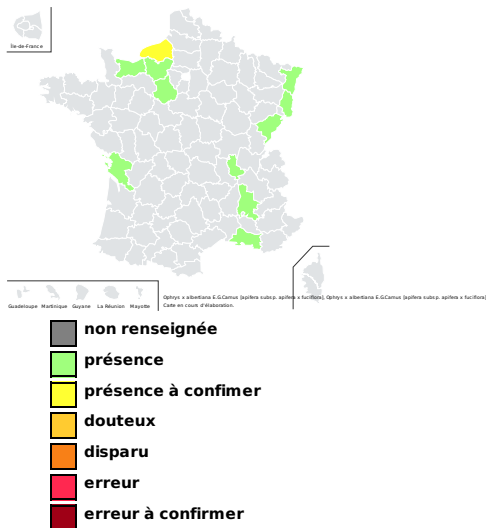 Île-de-France
Guadeloupe Martinique Guyane La Réunion Mayotte
Ophrys x albertiana E.G.Camus [apifera subsp. apifera x fuciflora], Ophrys x albertiana E.G.Camus [apifera subsp. apifera x fuciflora]
Carte en cours d'élaboration.
non renseignée
présence
présence à confimer
douteux
disparu
erreur
erreur à confirmer